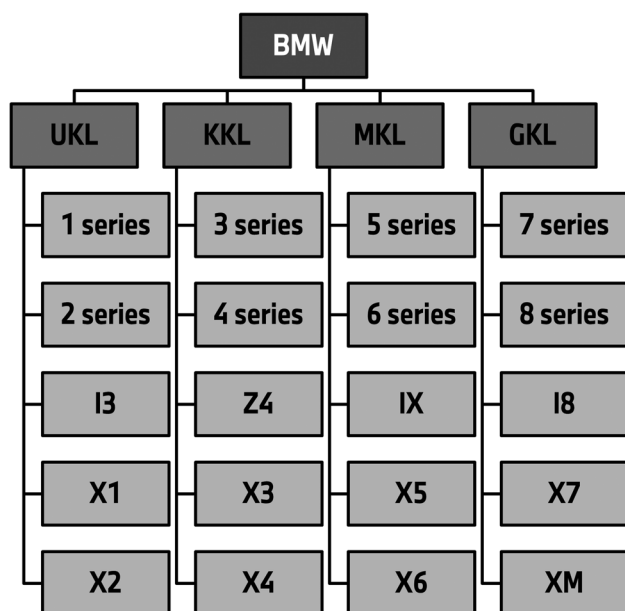 BMW
UKL
KKL
MKL
GKL
1 series
3 series
5 series
7 series
2 series
4 series
6 series
8 series
I3
Z4
IX
I8
X1
X3
X5
X7
X2
X4
X6
XM